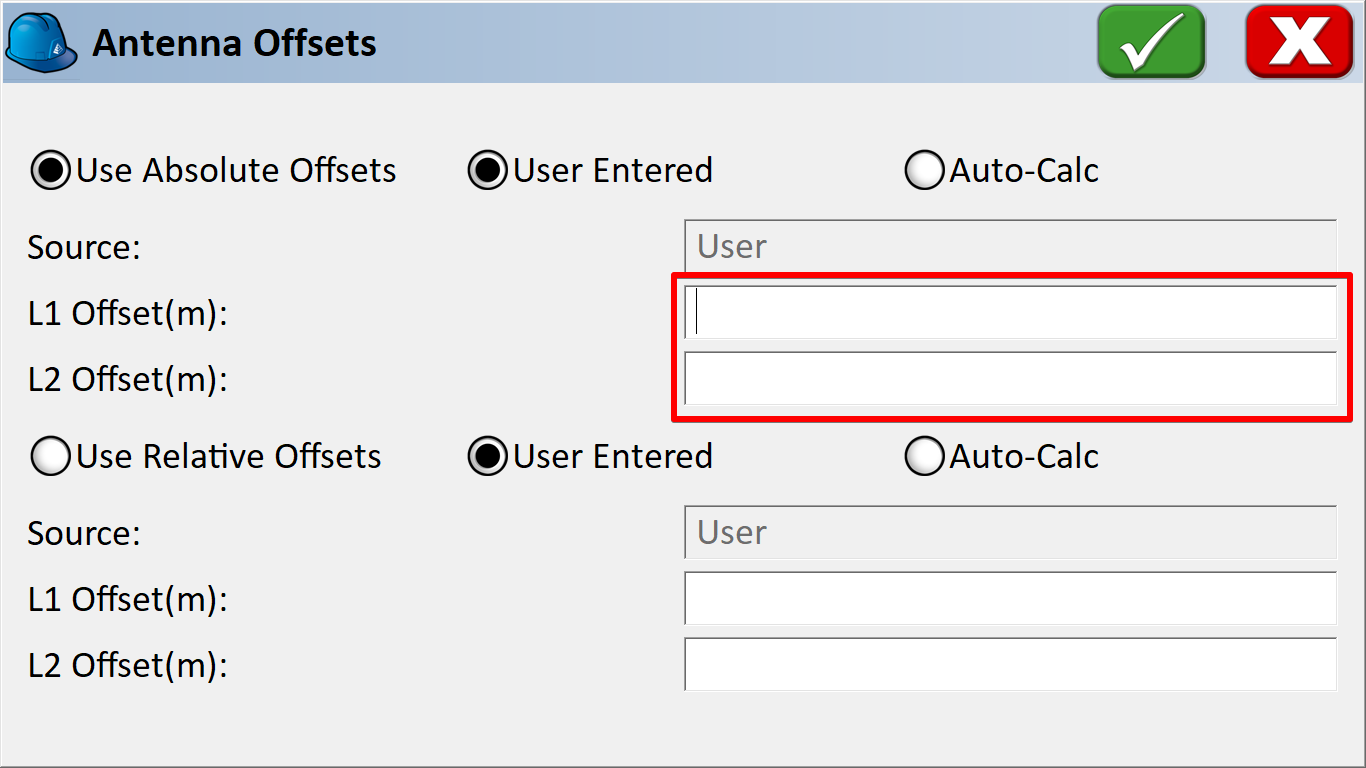 Antenna Offsets
Use Absolute Offsets User Entered Auto-Calc
Source: User
L1 Offset(m):
L2 Offset(m):
Use Relative Offsets User Entered Auto-Calc
Source: User
L1 Offset(m):
L2 Offset(m):